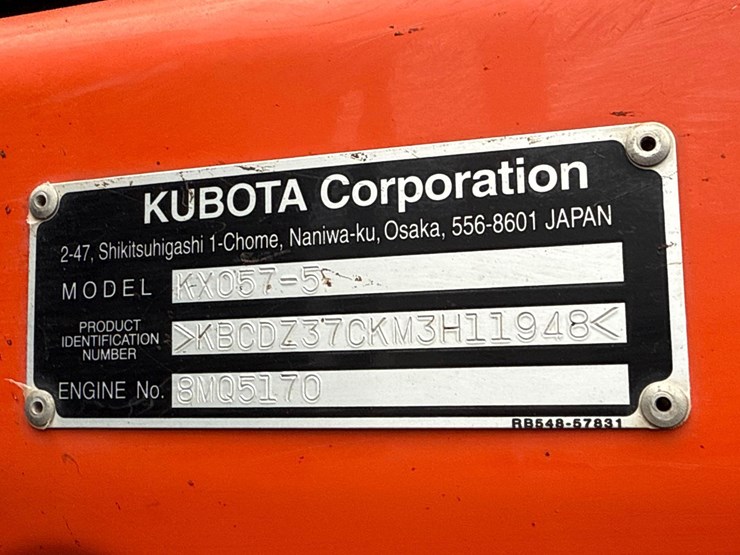 KUBOTA Corporation
2-47, Shikitsuhigashi 1-Chome, Naniwa-ku, Osaka, 556-8601 JAPAN
MODEL KX057-5
PRODUCT IDENTIFICATION NUMBER >KBCDZ37CKM3H11948<
ENGINE No. 8MQ5170
RB548-57831